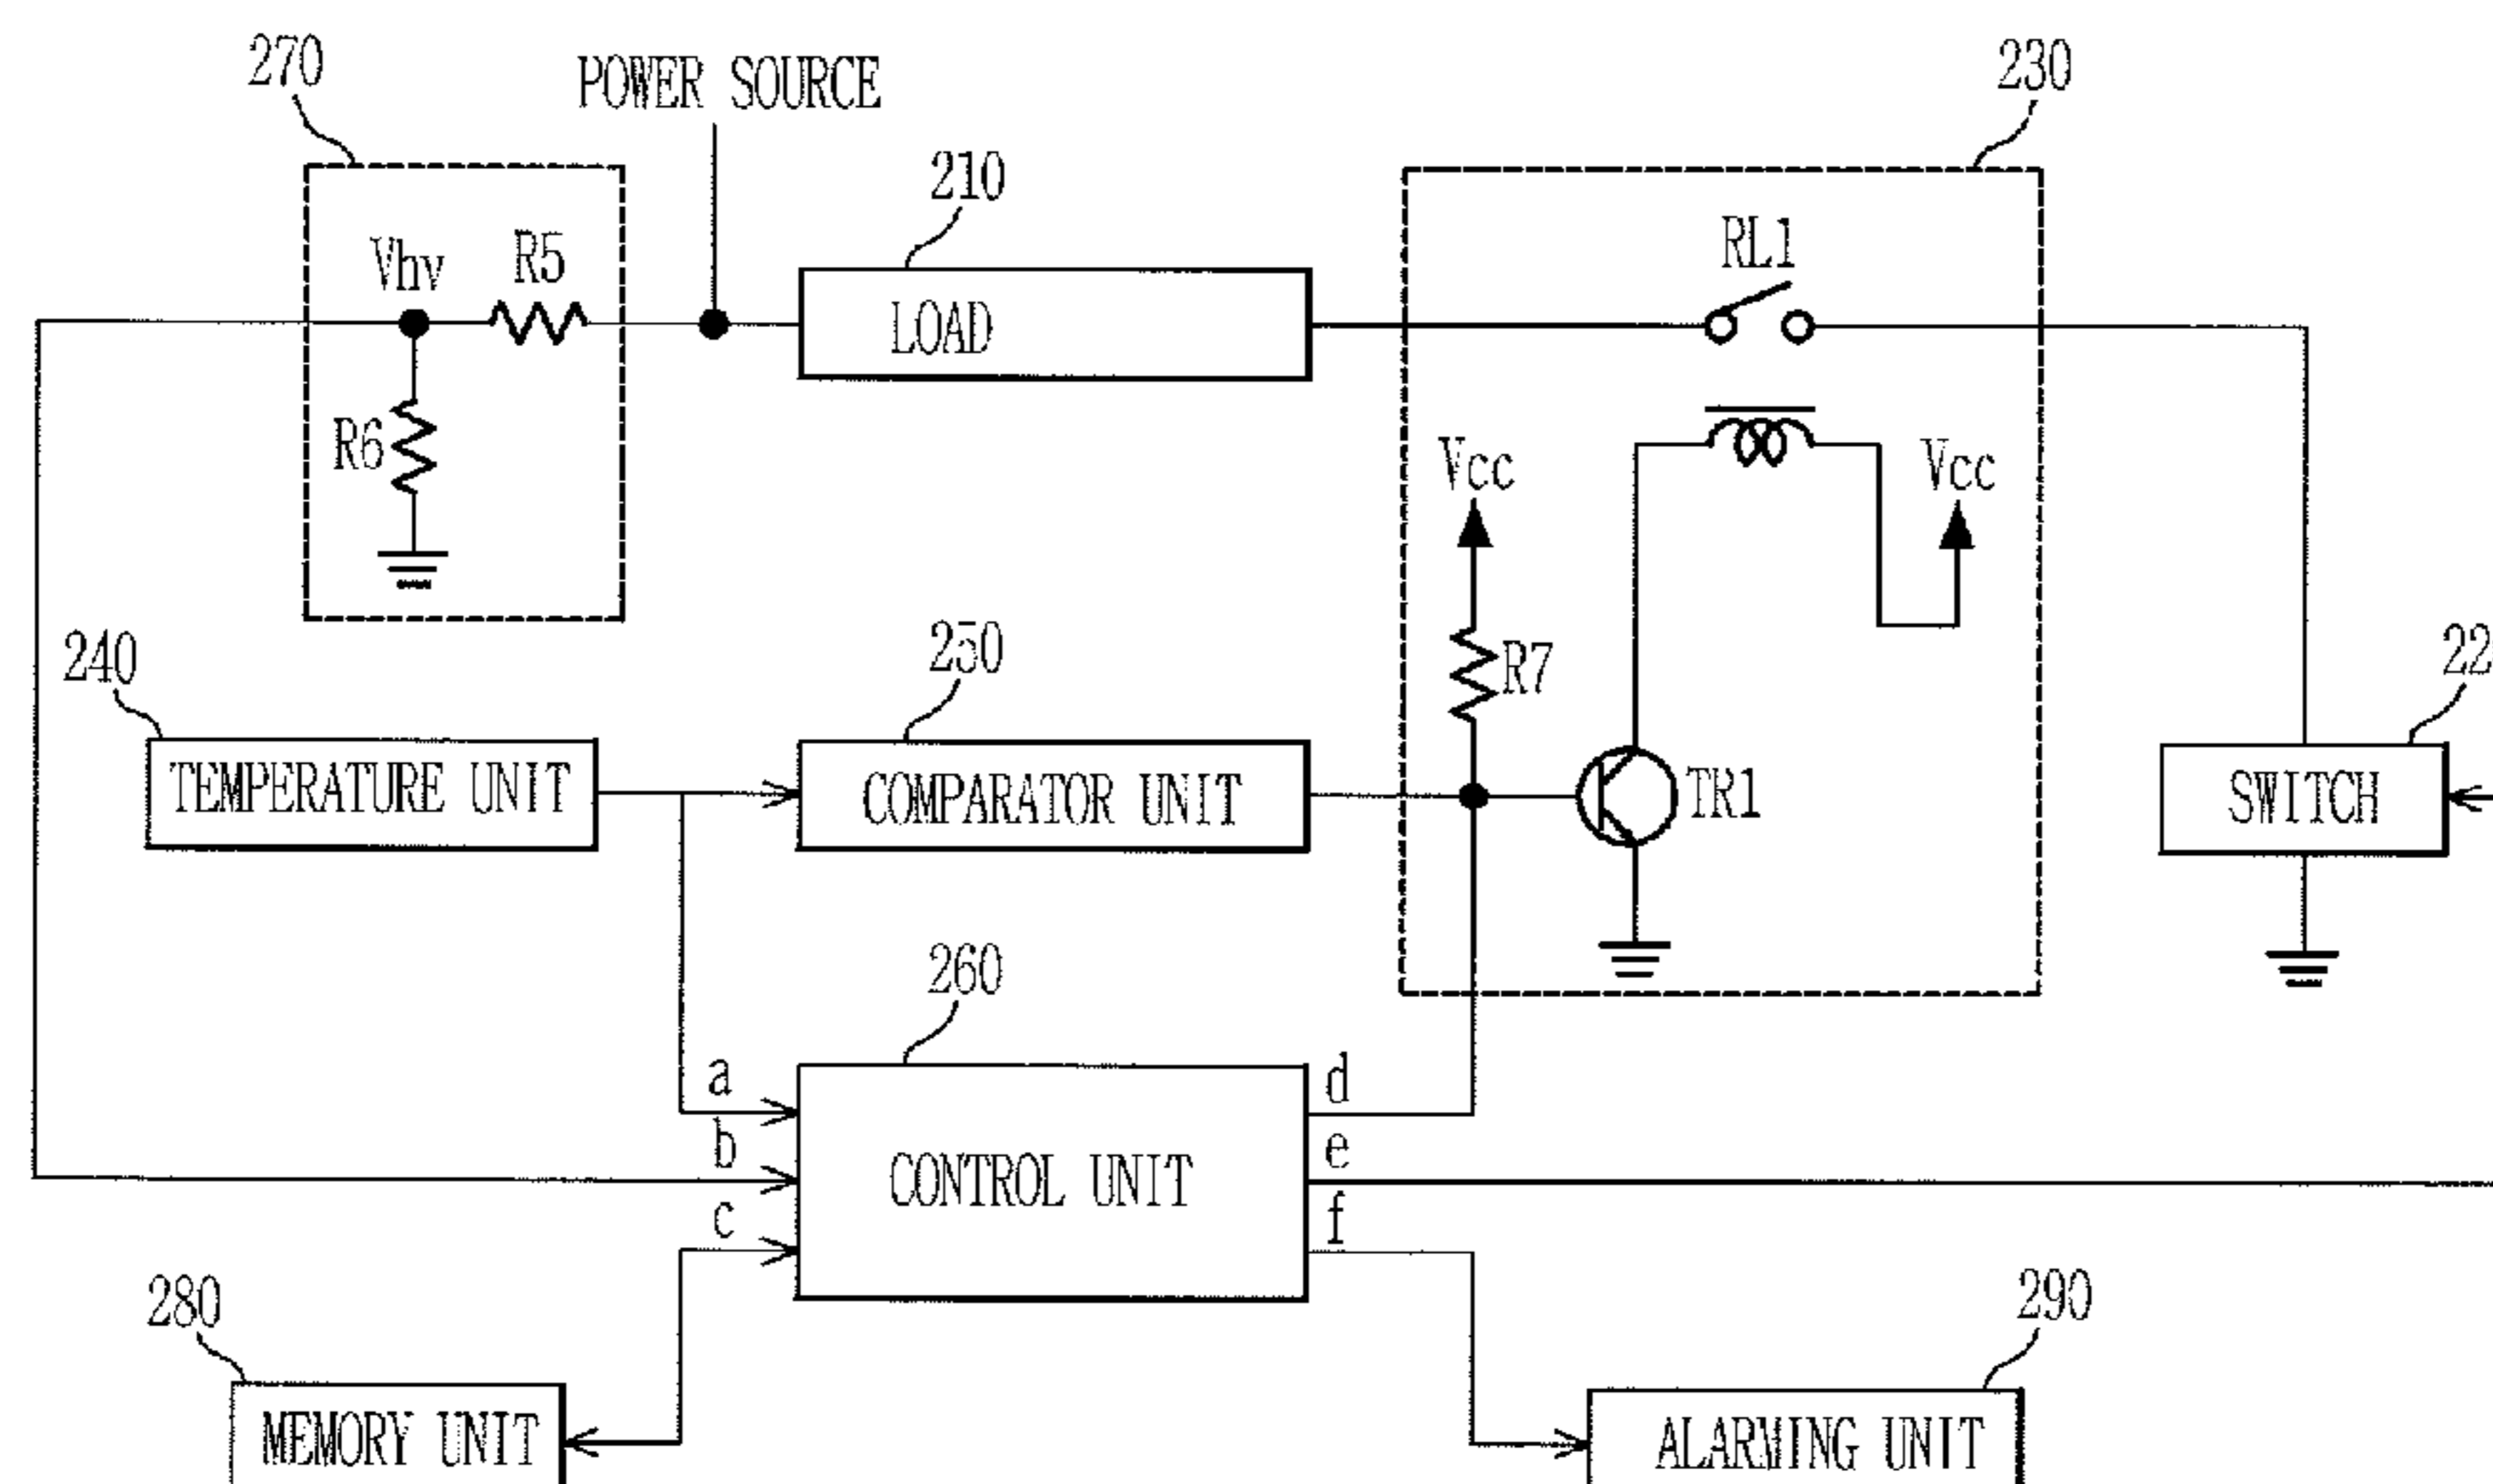 270
POWER SOURCE
230
210
RL1
Vhv
R5
LOAD
R6
Vcc
Vcc
240
250
R7
22
TEMPERATURE UNIT
COMPARATOR UNIT
TR1
SWITCH
260
a
d
b
e
CONTROL UNIT
c
f
280
290
MEMORY UNIT
ALARMING UNIT